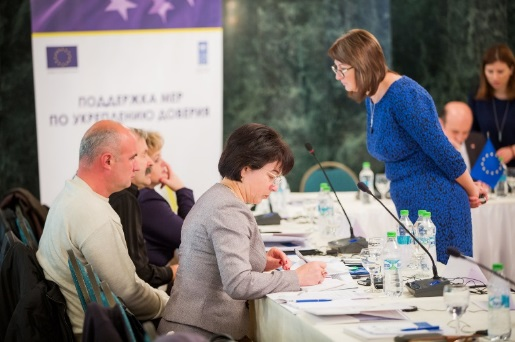 ПОДДЕРЖКА МЕР
ПО УКРЕПЛЕНИЮ ДОВЕРИЯ